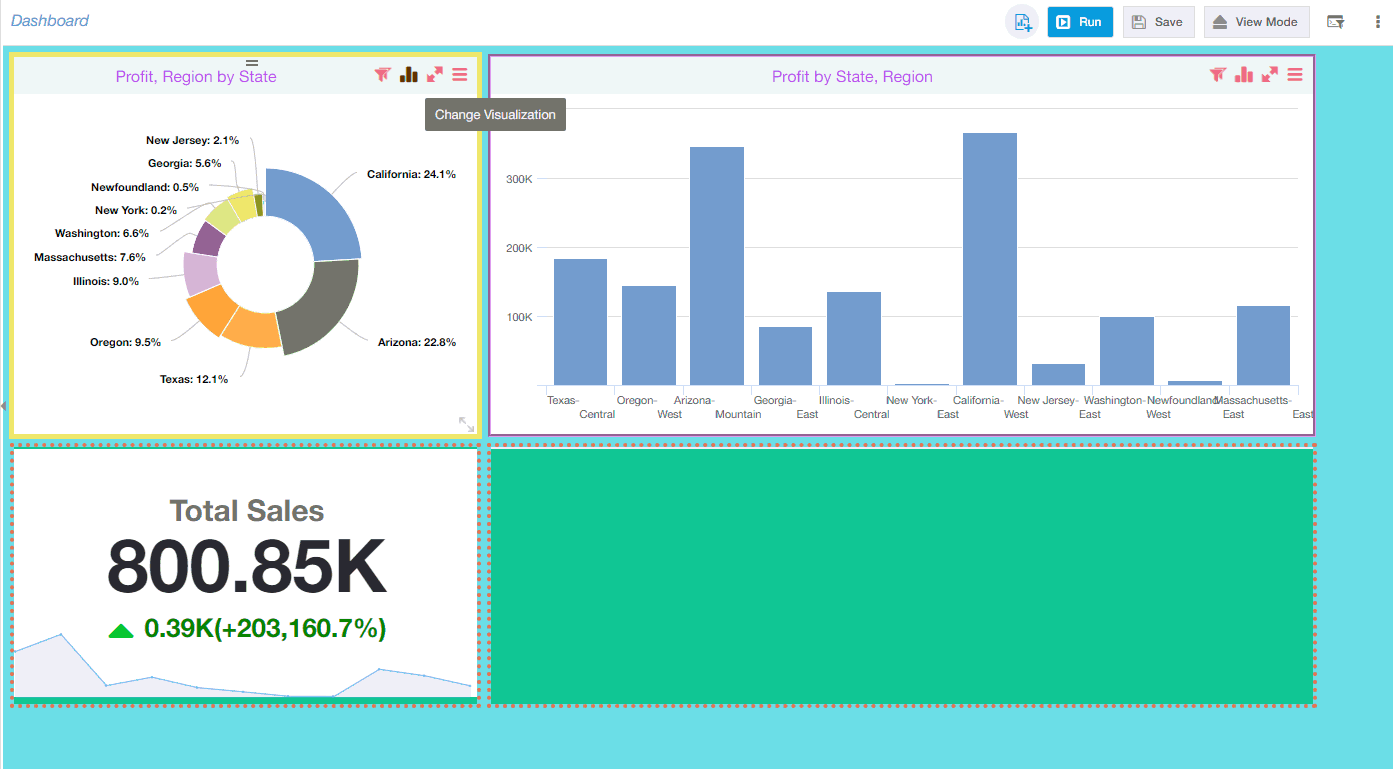 Dashboard
Run
Save
View Mode
Profit, Region by State
Profit by State, Region
Change Visualization
New Jersey: 2.1%
Georgia: 5.6%
California: 24.1%
Newfoundland: 0.5%
New York: 0.2%
Washington: 6.6%
Massachusetts: 7.6%
Illinois: 9.0%
Oregon: 9.5%
Arizona: 22.8%
Texas: 12.1%
300K
200K
100K
Texas- Oregon- Arizona- Georgia- Illinois- New York- California- New Jersey- Washington- Newfoundland- Massachusetts-
Central West Mountain East Central East West East West East East
Total Sales
800.85K
0.39K(+203,160.7%)